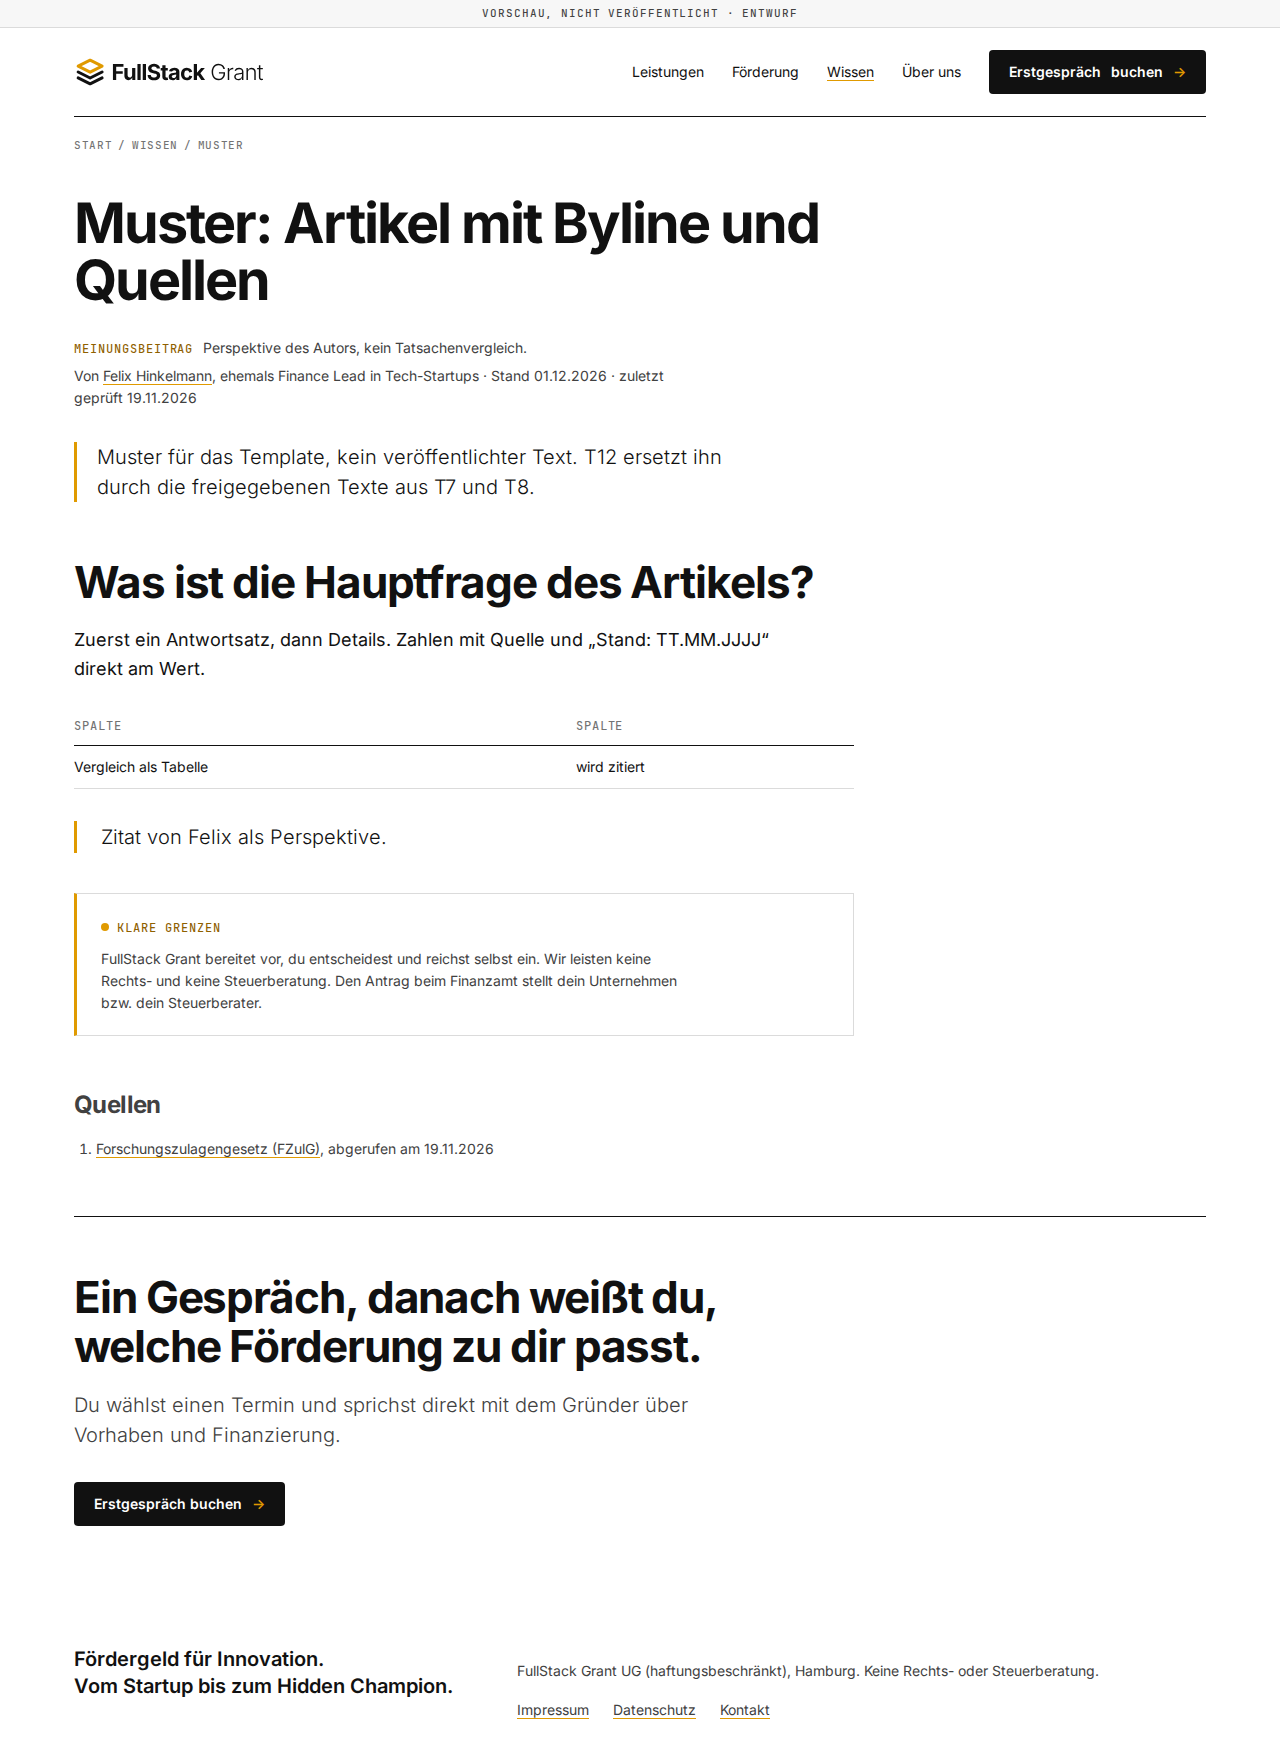 VORSCHAU, NICHT VERÖFFENTLICHT · ENTWURF
FullStack Grant
Leistungen Förderung Wissen Über uns Erstgespräch buchen →
START / WISSEN / MUSTER
Muster: Artikel mit Byline und
Quellen
MEINUNGSBEITRAG Perspektive des Autors, kein Tatsachenvergleich.
Von Felix Hinkelmann, ehemals Finance Lead in Tech-Startups · Stand 01.12.2026 · zuletzt
geprüft 19.11.2026
Muster für das Template, kein veröffentlichter Text. T12 ersetzt ihn
durch die freigegebenen Texte aus T7 und T8.
Was ist die Hauptfrage des Artikels?
Zuerst ein Antwortsatz, dann Details. Zahlen mit Quelle und „Stand: TT.MM.JJJJ“
direkt am Wert.
SPALTE SPALTE
Vergleich als Tabelle wird zitiert
Zitat von Felix als Perspektive.
KLARE GRENZEN
FullStack Grant bereitet vor, du entscheidest und reichst selbst ein. Wir leisten keine
Rechts- und keine Steuerberatung. Den Antrag beim Finanzamt stellt dein Unternehmen
bzw. dein Steuerberater.
Quellen
1. Forschungszulagengesetz (FZulG), abgerufen am 19.11.2026
Ein Gespräch, danach weißt du,
welche Förderung zu dir passt.
Du wählst einen Termin und sprichst direkt mit dem Gründer über
Vorhaben und Finanzierung.
Erstgespräch buchen →
Fördergeld für Innovation.
Vom Startup bis zum Hidden Champion.
FullStack Grant UG (haftungsbeschränkt), Hamburg. Keine Rechts- oder Steuerberatung.
Impressum Datenschutz Kontakt